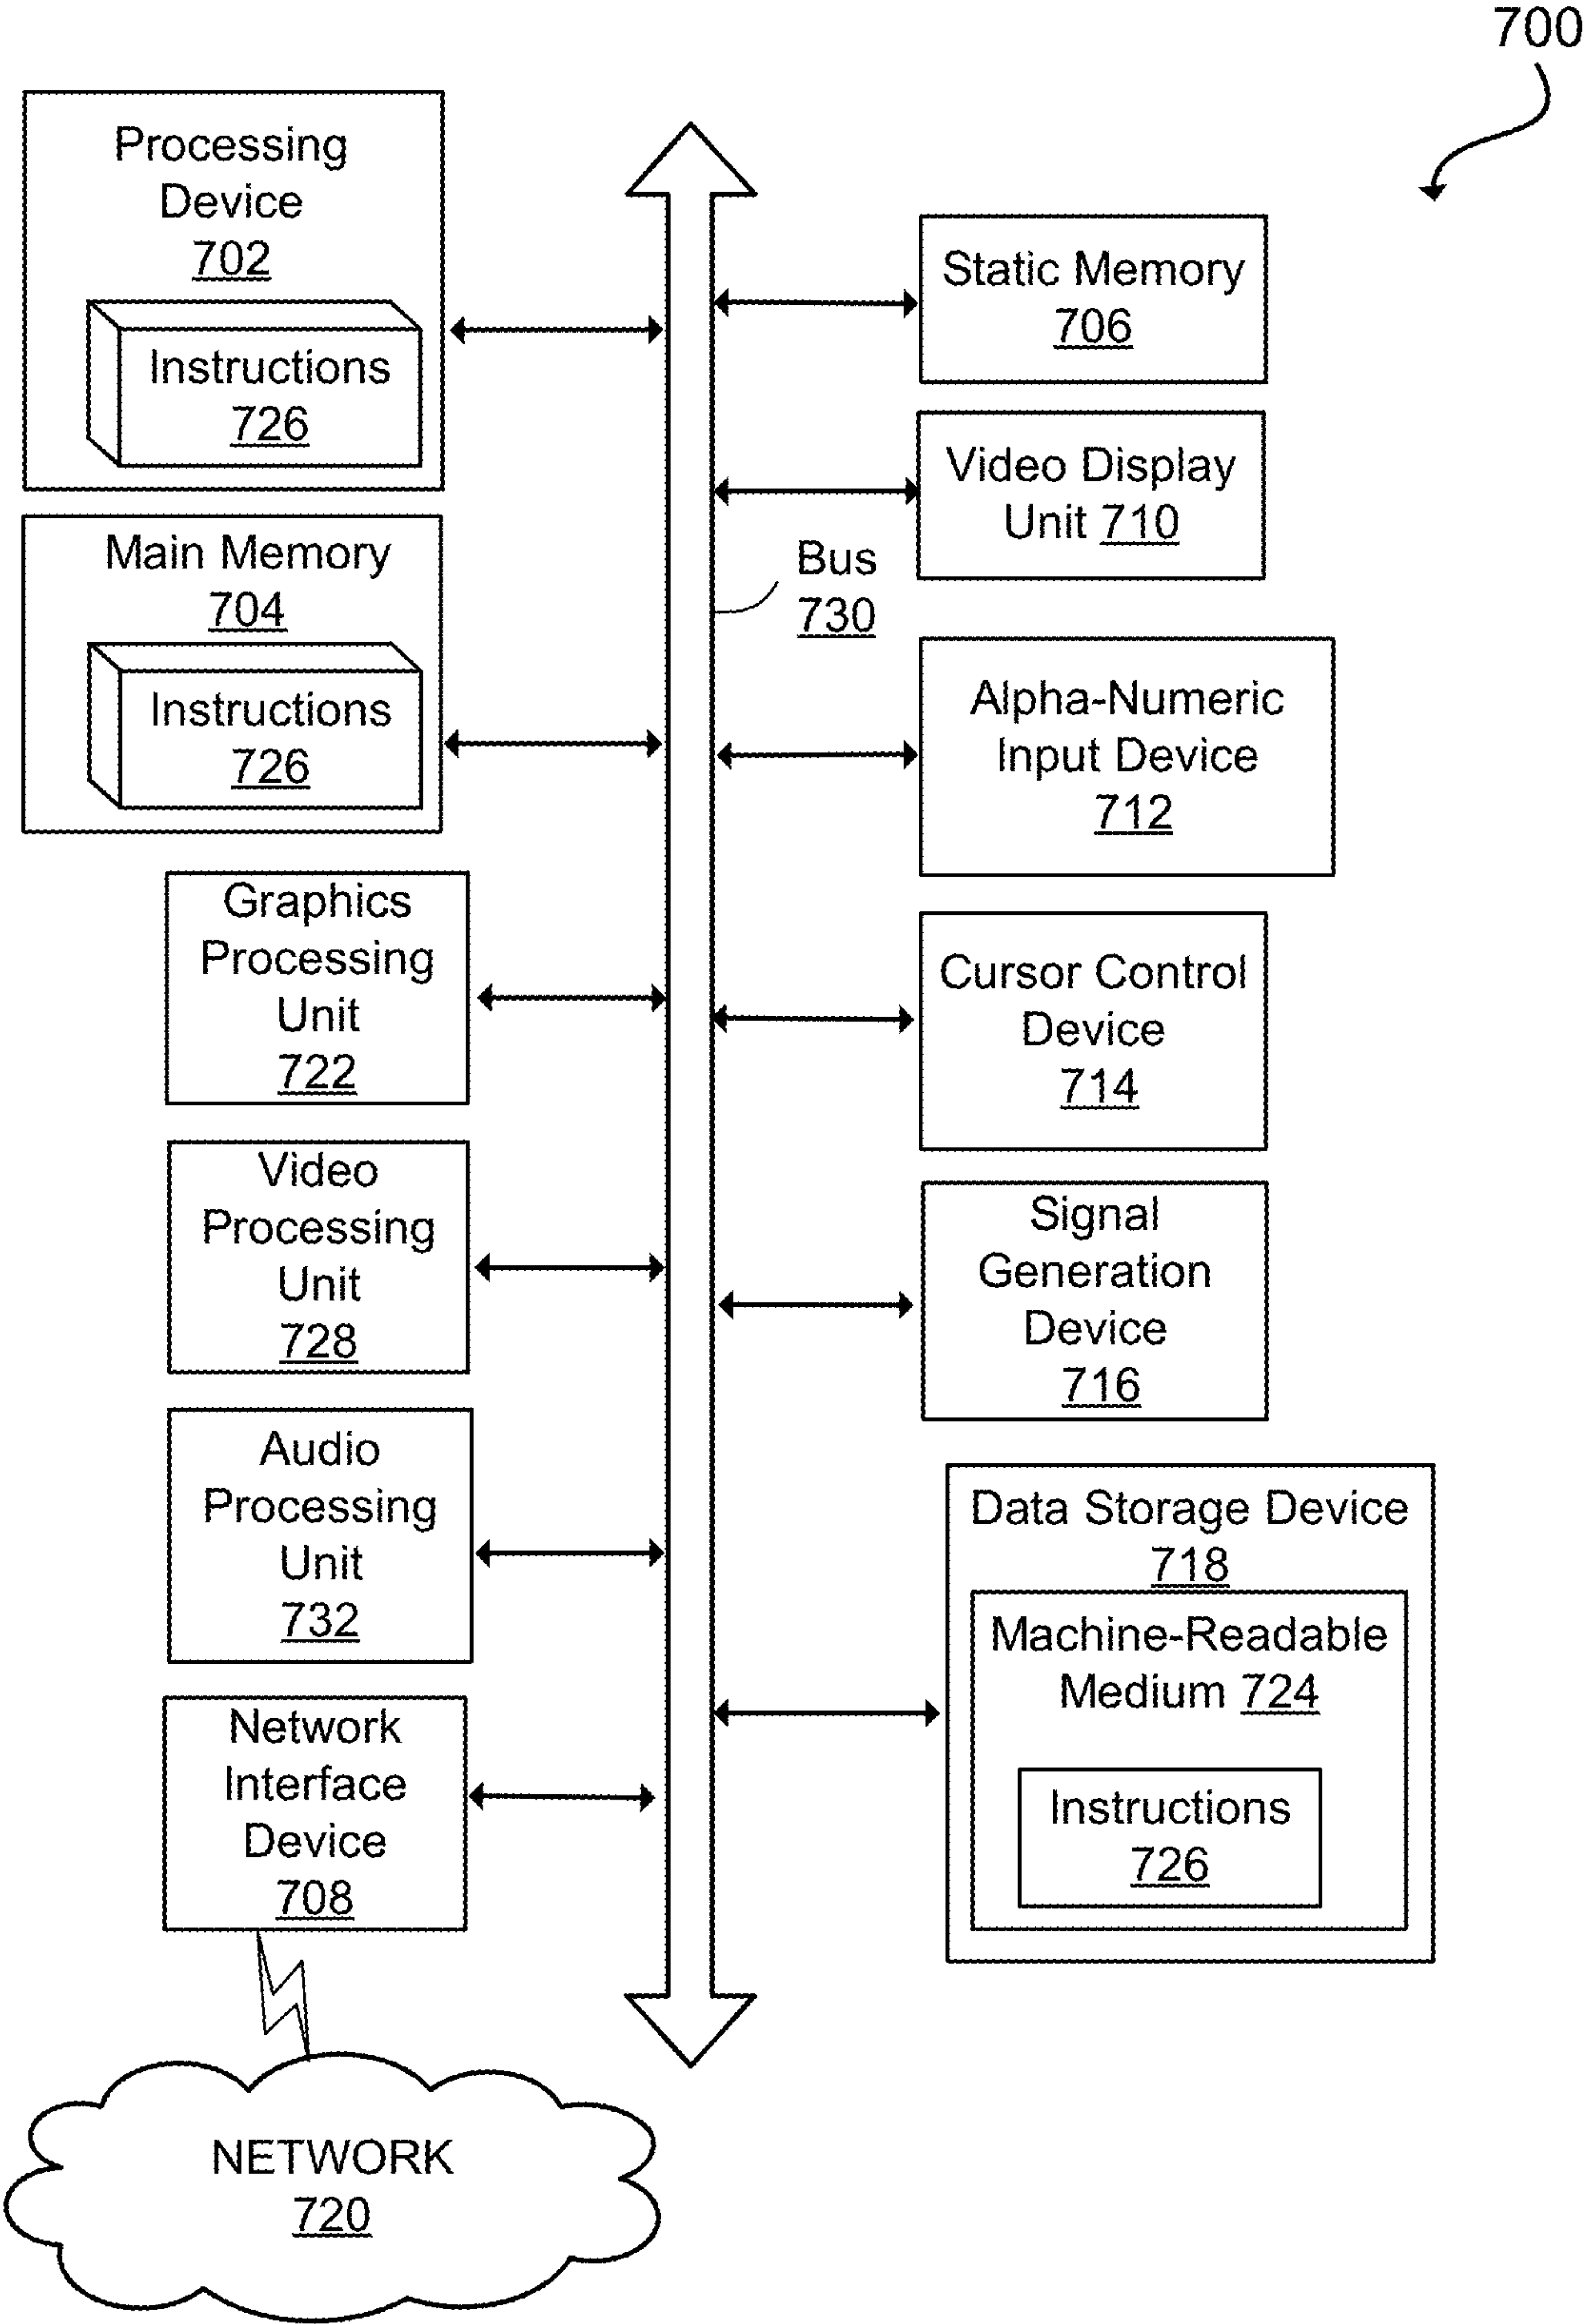 700
Processing
Device
702
Instructions
726
Main Memory
704
Instructions
726
Graphics
Processing
Unit
722
Video
Processing
Unit
728
Audio
Processing
Unit
732
Network
Interface
Device
708
NETWORK
720
Bus
730
Static Memory
706
Video Display
Unit 710
Alpha-Numeric
Input Device
712
Cursor Control
Device
714
Signal
Generation
Device
716
Data Storage Device
718
Machine-Readable
Medium 724
Instructions
726